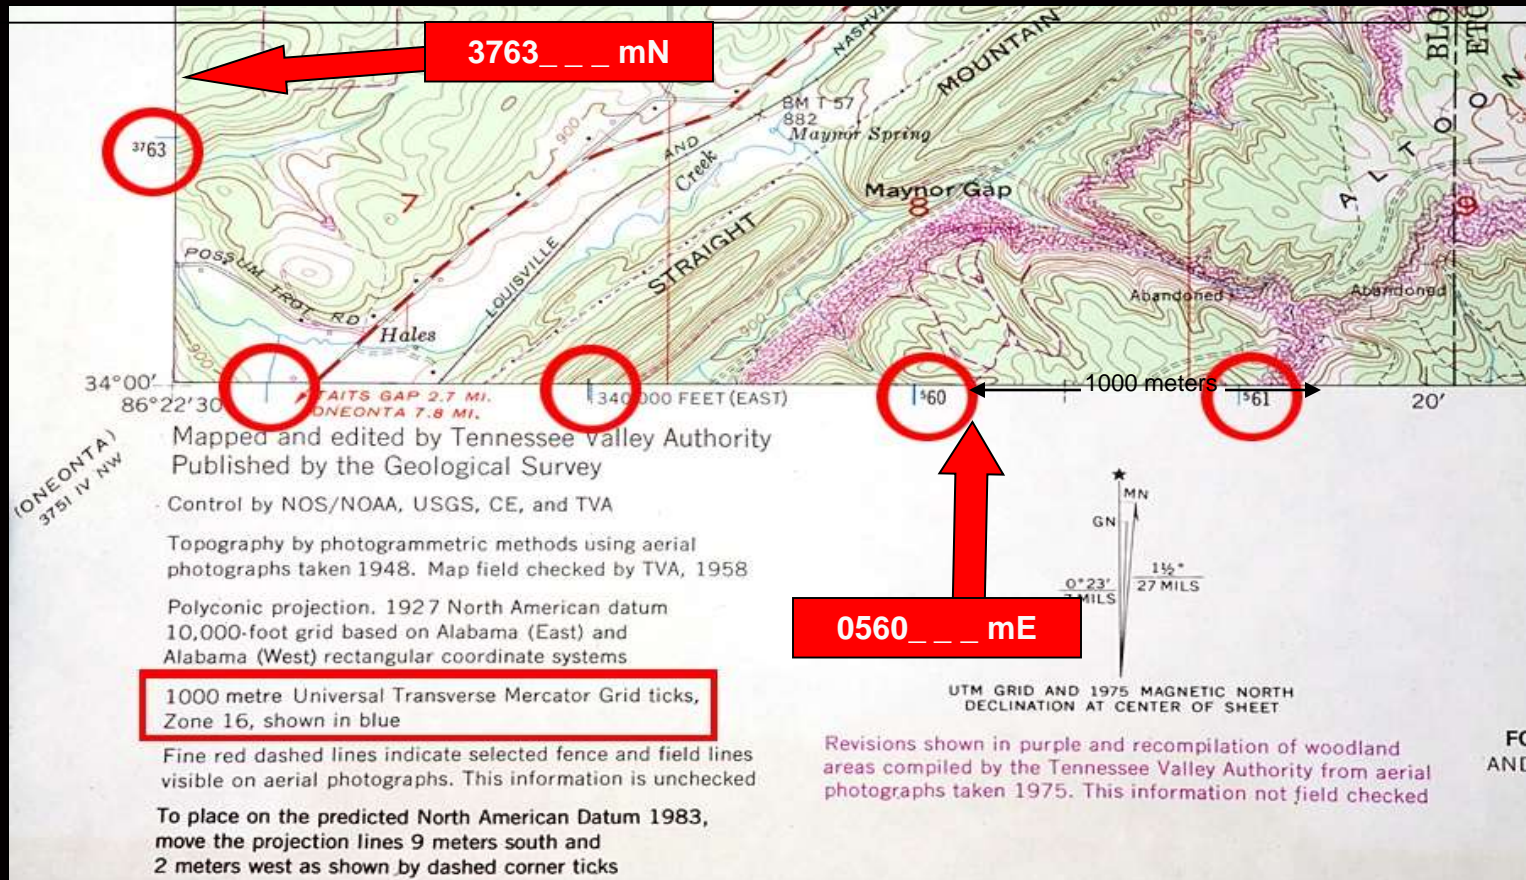 3763_ _ _ mN
NASHVI
MOUNTAIN
1100
BLO
ETO
BM T 57
882
Maynor Spring
900
3763
AND
Creek
Maynor Gap
7
8
9
A L T O O N
STRAIGHT
LOUISVILLE
POSSUM TROT RD
Hales
900
900
Abandoned
Abandoned
34°00'
86°22'30"
TAITS GAP 2.7 MI.
ONEONTA 7.8 MI.
340 000 FEET (EAST)
560
1000 meters
561
20'
(ONEONTA)
3751 IV NW
Mapped and edited by Tennessee Valley Authority
Published by the Geological Survey
Control by NOS/NOAA, USGS, CE, and TVA
Topography by photogrammetric methods using aerial
photographs taken 1948. Map field checked by TVA, 1958
Polyconic projection. 1927 North American datum
10,000-foot grid based on Alabama (East) and
Alabama (West) rectangular coordinate systems
1000 metre Universal Transverse Mercator Grid ticks,
Zone 16, shown in blue
Fine red dashed lines indicate selected fence and field lines
visible on aerial photographs. This information is unchecked
To place on the predicted North American Datum 1983,
move the projection lines 9 meters south and
2 meters west as shown by dashed corner ticks
0560_ _ _ mE
★
MN
GN
0°23'
7 MILS
1½°
27 MILS
UTM GRID AND 1975 MAGNETIC NORTH
DECLINATION AT CENTER OF SHEET
Revisions shown in purple and recompilation of woodland
areas compiled by the Tennessee Valley Authority from aerial
photographs taken 1975. This information not field checked
FO
AND